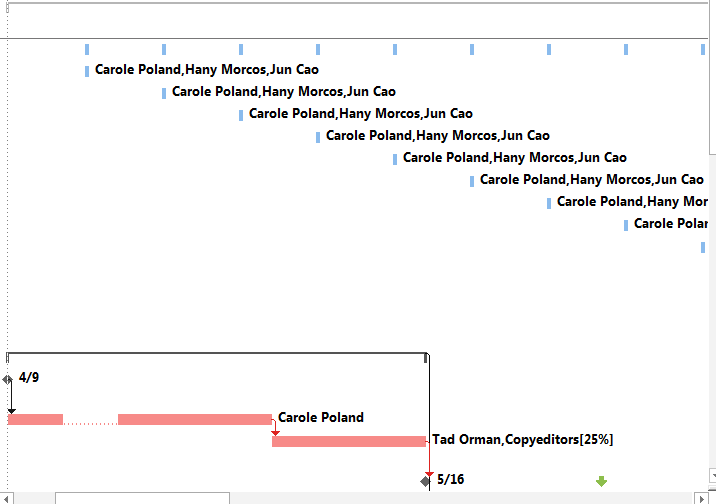 Carole Poland,Hany Morcos,Jun Cao
Carole Poland,Hany Morcos,Jun Cao
Carole Poland,Hany Morcos,Jun Cao
Carole Poland,Hany Morcos,Jun Cao
Carole Poland,Hany Morcos,Jun Cao
Carole Poland,Hany Morcos,Jun Cao
Carole Poland,Hany Mor
Carole Polan
4/9
Carole Poland
Tad Orman,Copyeditors[25%]
5/16